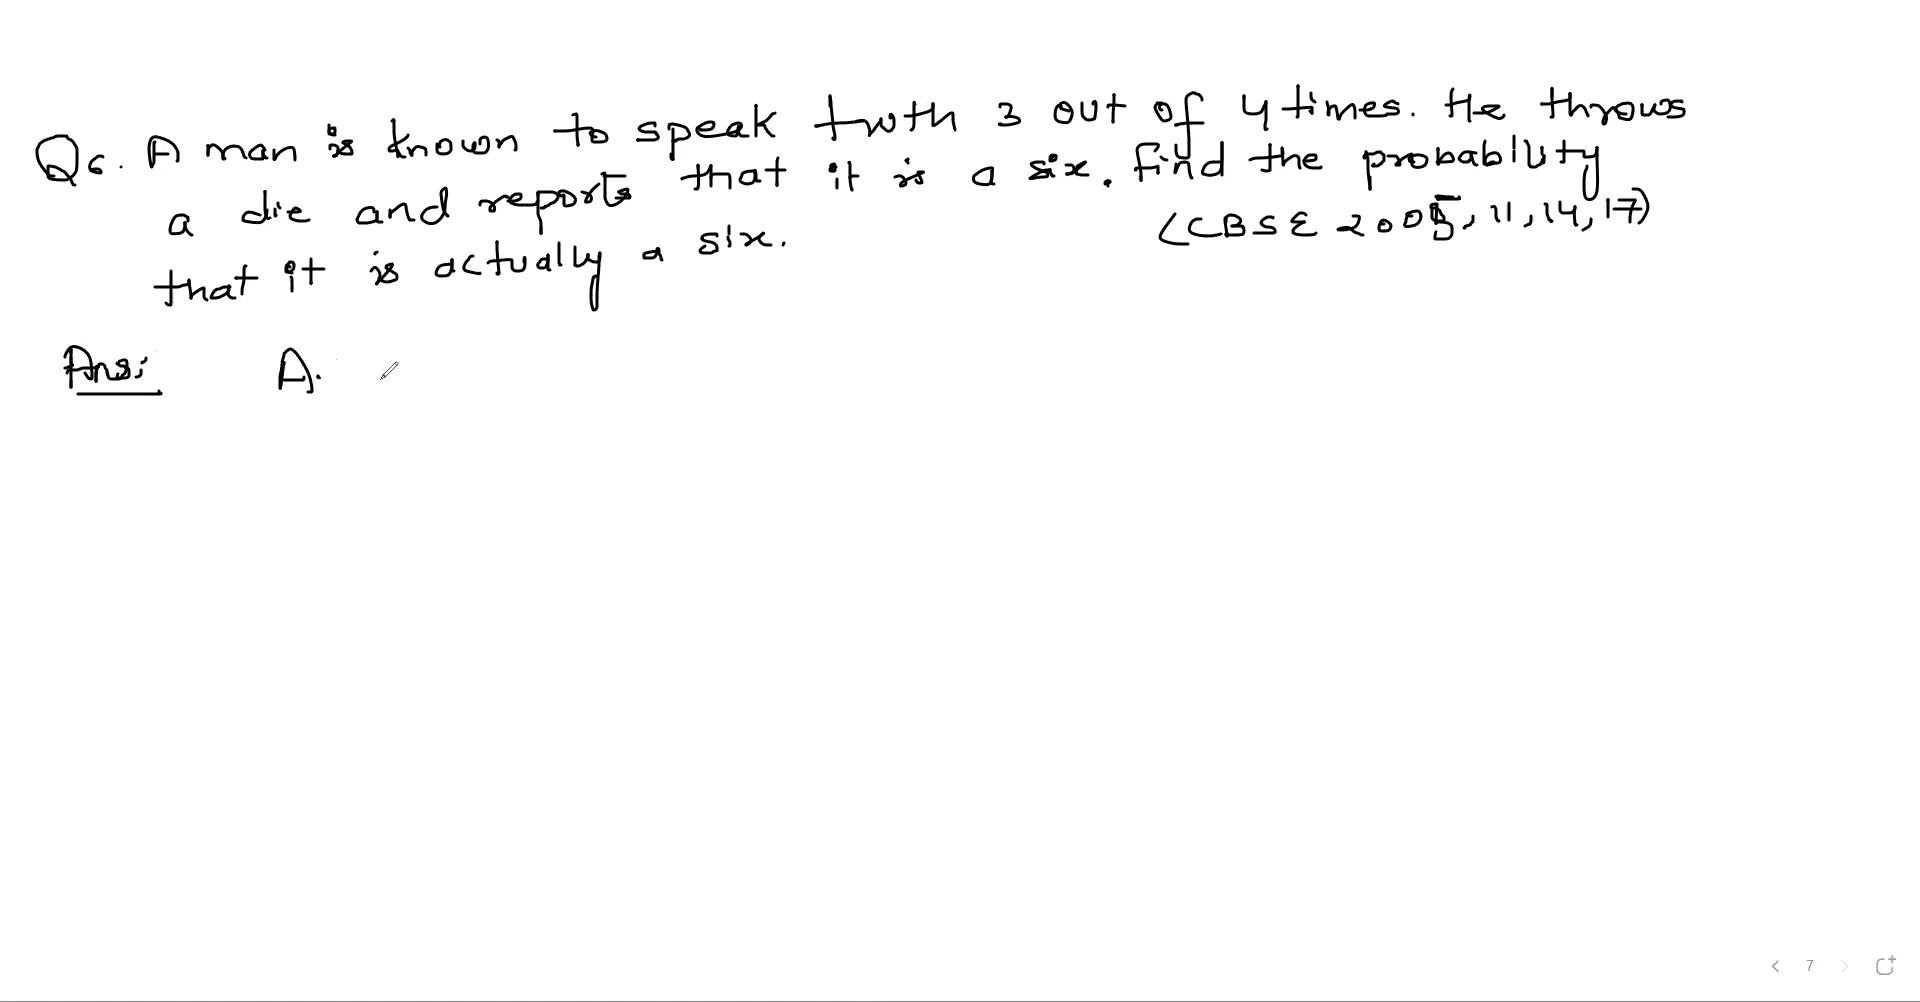 Q6. A man is known to speak truth 3 out of 4 times. He throws
a die and reports that it is a six. Find the probability
that it is actually a six.
(CBSE 2005, 11, 14, 17)
Ans:
A.
7